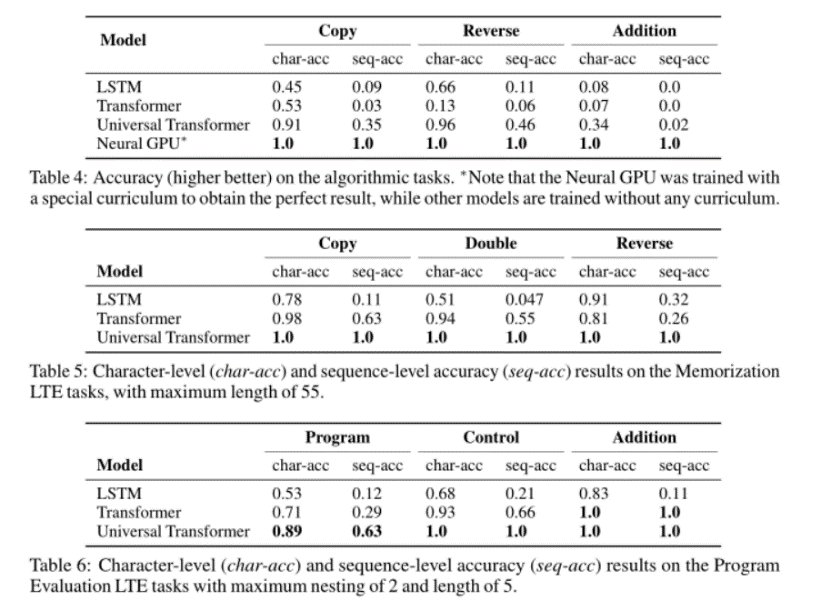 Model Copy Reverse Addition
char-acc seq-acc char-acc seq-acc char-acc seq-acc
LSTM 0.45 0.09 0.66 0.11 0.08 0.0
Transformer 0.53 0.03 0.13 0.06 0.07 0.0
Universal Transformer 0.91 0.35 0.96 0.46 0.34 0.02
Neural GPU* 1.0 1.0 1.0 1.0 1.0 1.0
Table 4: Accuracy (higher better) on the algorithmic tasks. *Note that the Neural GPU was trained with
a special curriculum to obtain the perfect result, while other models are trained without any curriculum.
Copy Double Reverse
Model char-acc seq-acc char-acc seq-acc char-acc seq-acc
LSTM 0.78 0.11 0.51 0.047 0.91 0.32
Transformer 0.98 0.63 0.94 0.55 0.81 0.26
Universal Transformer 1.0 1.0 1.0 1.0 1.0 1.0
Table 5: Character-level (char-acc) and sequence-level accuracy (seq-acc) results on the Memorization
LTE tasks, with maximum length of 55.
Program Control Addition
Model char-acc seq-acc char-acc seq-acc char-acc seq-acc
LSTM 0.53 0.12 0.68 0.21 0.83 0.11
Transformer 0.71 0.29 0.93 0.66 1.0 1.0
Universal Transformer 0.89 0.63 1.0 1.0 1.0 1.0
Table 6: Character-level (char-acc) and sequence-level accuracy (seq-acc) results on the Program
Evaluation LTE tasks with maximum nesting of 2 and length of 5.